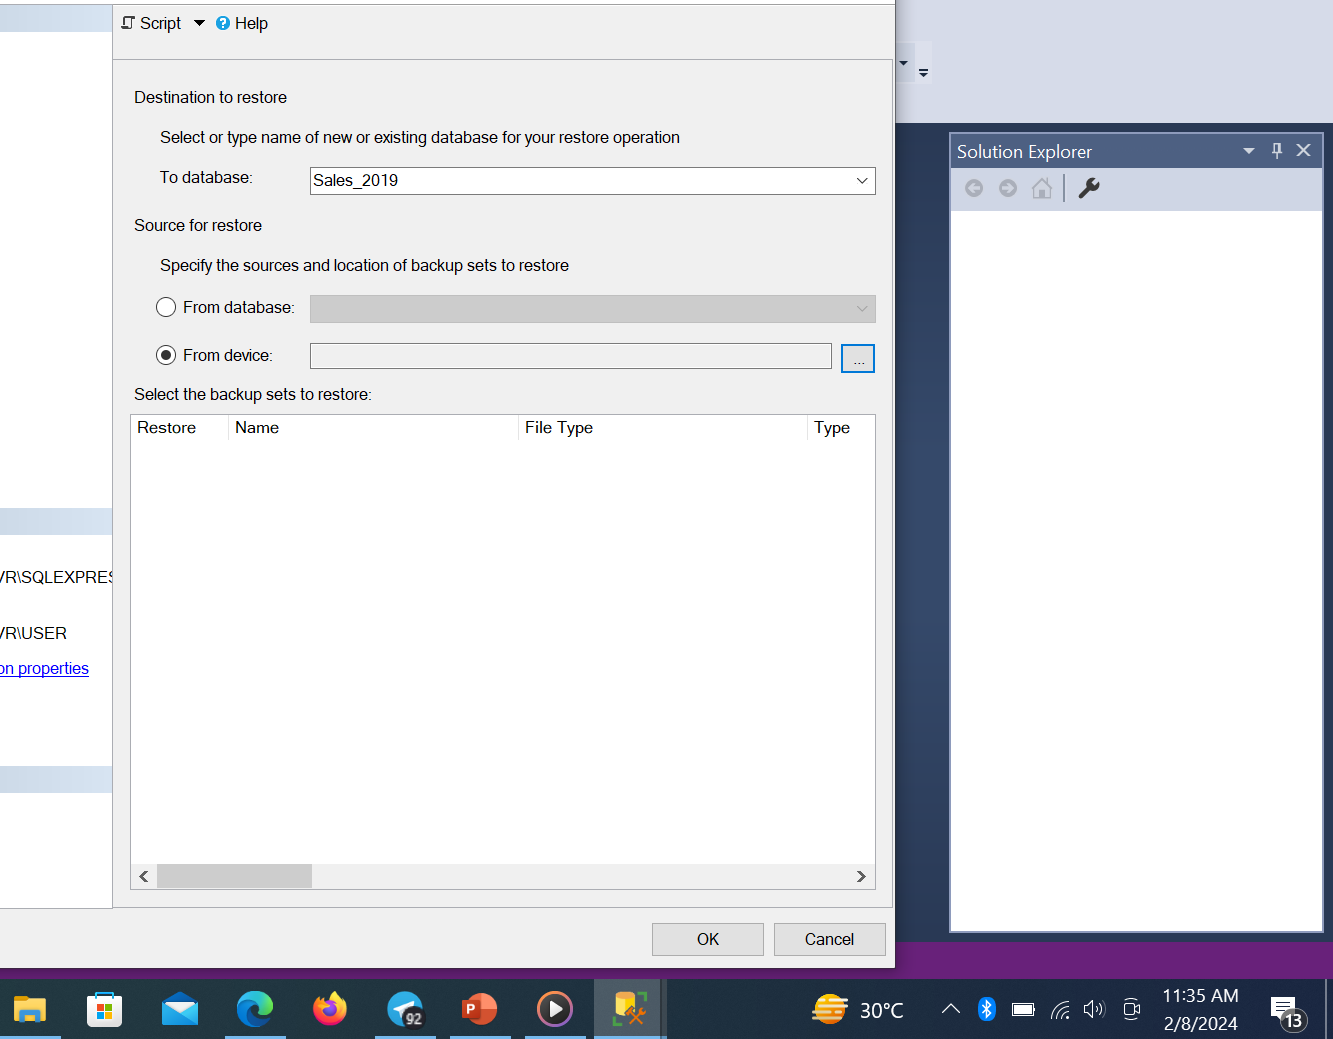 Script
Help
Destination to restore
Select or type name of new or existing database for your restore operation
To database:
Sales_2019
Source for restore
Specify the sources and location of backup sets to restore
From database:
From device:
...
Select the backup sets to restore:
Restore Name File Type Type
VR\SQLEXPRES
VR\USER
on properties
OK Cancel
Solution Explorer
92
P
30°C
11:35 AM
2/8/2024
13